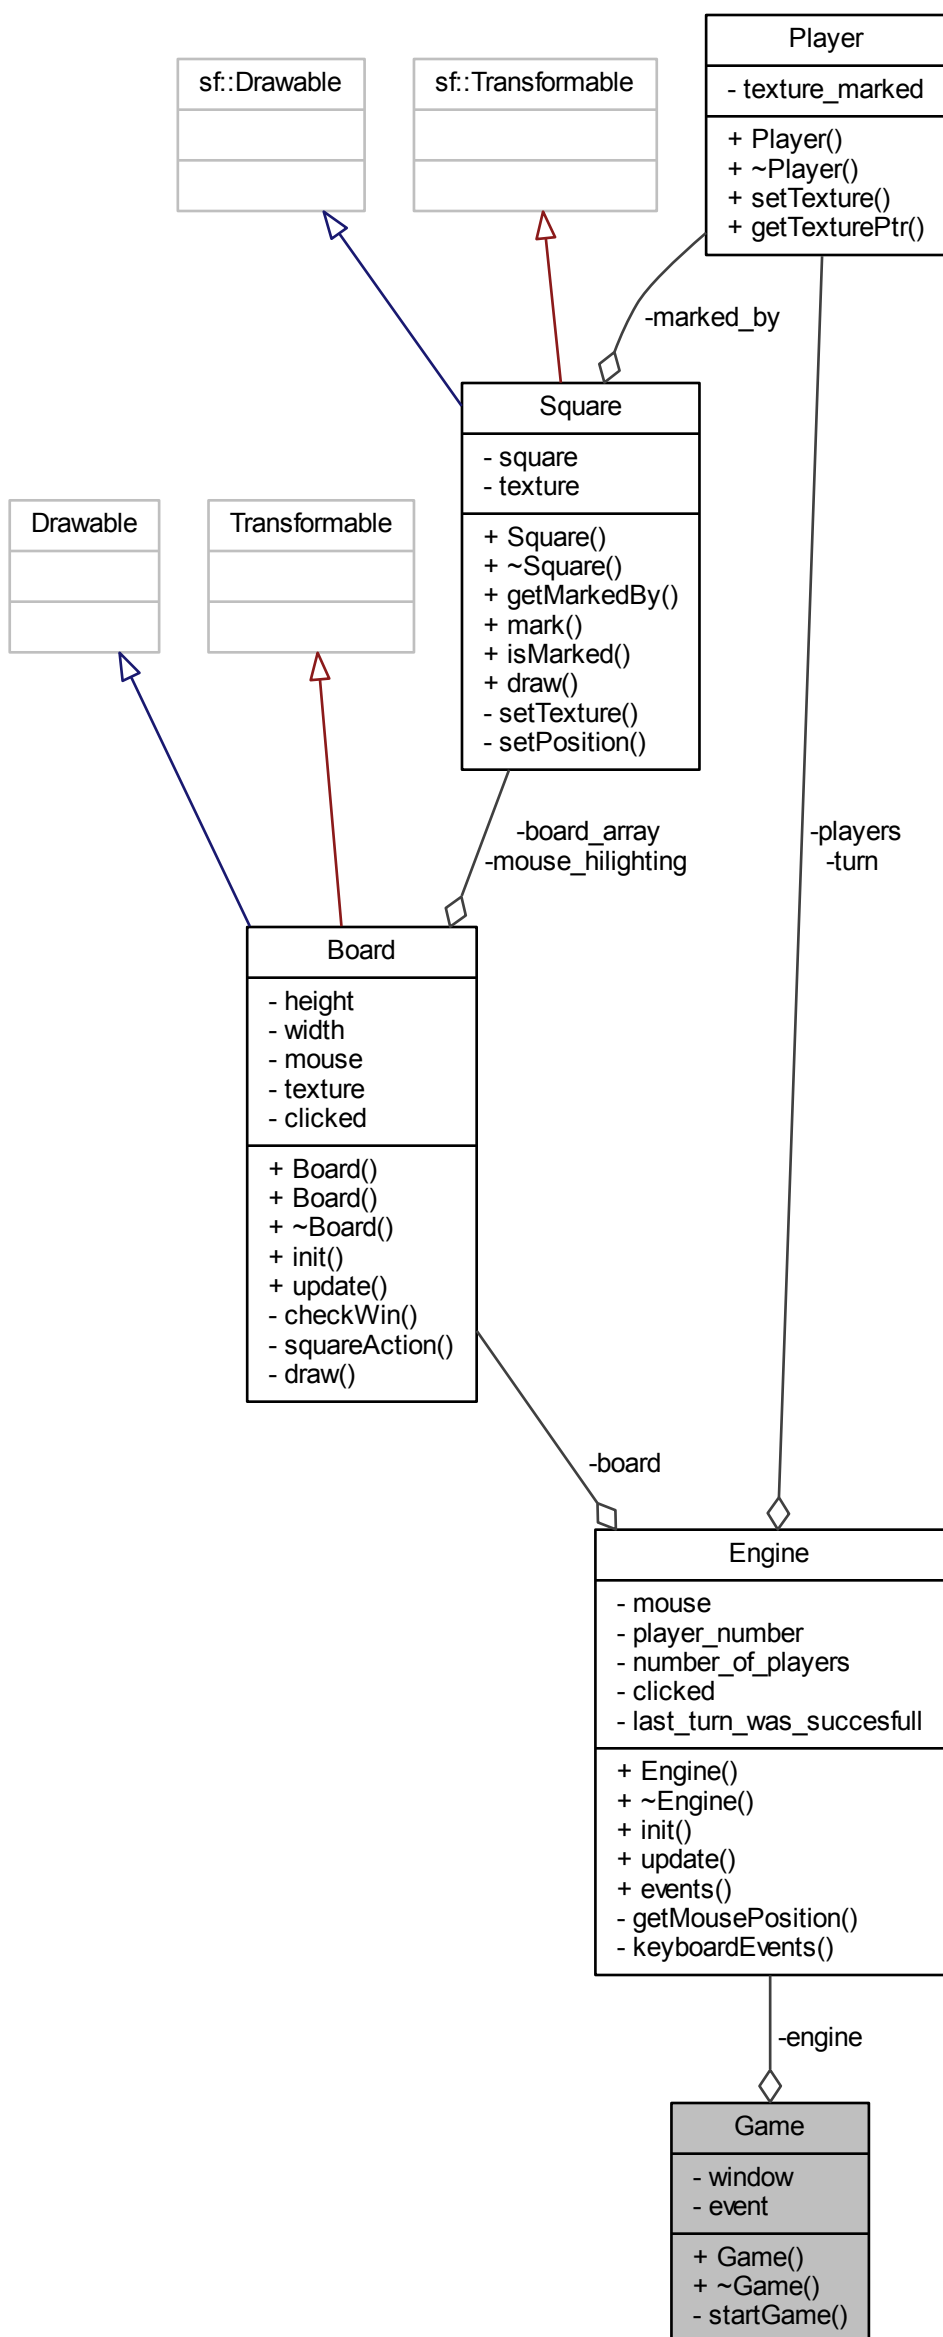 Player
- texture_marked
+ Player()
+ ~Player()
+ setTexture()
+ getTexturePtr()
sf::Drawable
sf::Transformable
-marked_by
Square
- square
- texture
+ Square()
+ ~Square()
+ getMarkedBy()
+ mark()
+ isMarked()
+ draw()
- setTexture()
- setPosition()
Drawable
Transformable
-board_array
-mouse_hilighting
-players
-turn
Board
- height
- width
- mouse
- texture
- clicked
+ Board()
+ Board()
+ ~Board()
+ init()
+ update()
- checkWin()
- squareAction()
- draw()
-board
Engine
- mouse
- player_number
- number_of_players
- clicked
- last_turn_was_succesfull
+ Engine()
+ ~Engine()
+ init()
+ update()
+ events()
- getMousePosition()
- keyboardEvents()
-engine
Game
- window
- event
+ Game()
+ ~Game()
- startGame()